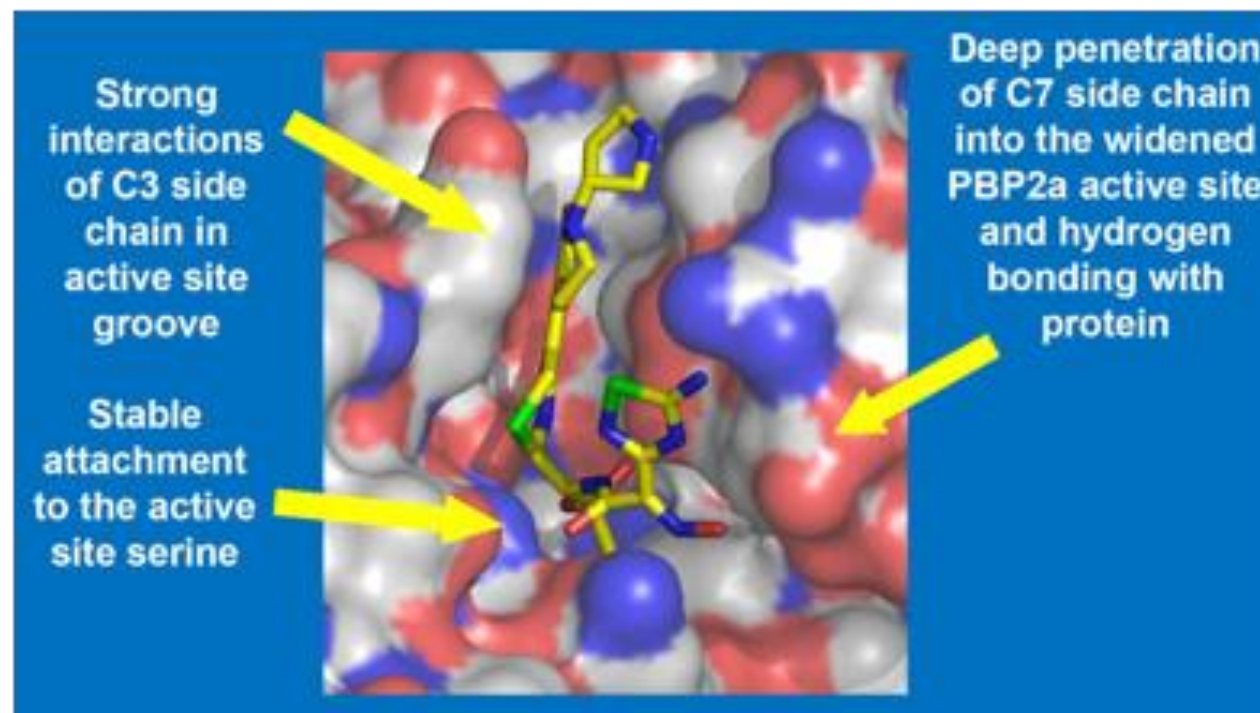 Strong
interactions
of C3 side
chain in
active site
groove
Stable
attachment
to the active
site serine
Deep penetration
of C7 side chain
into the widened
PBP2a active site
and hydrogen
bonding with
protein